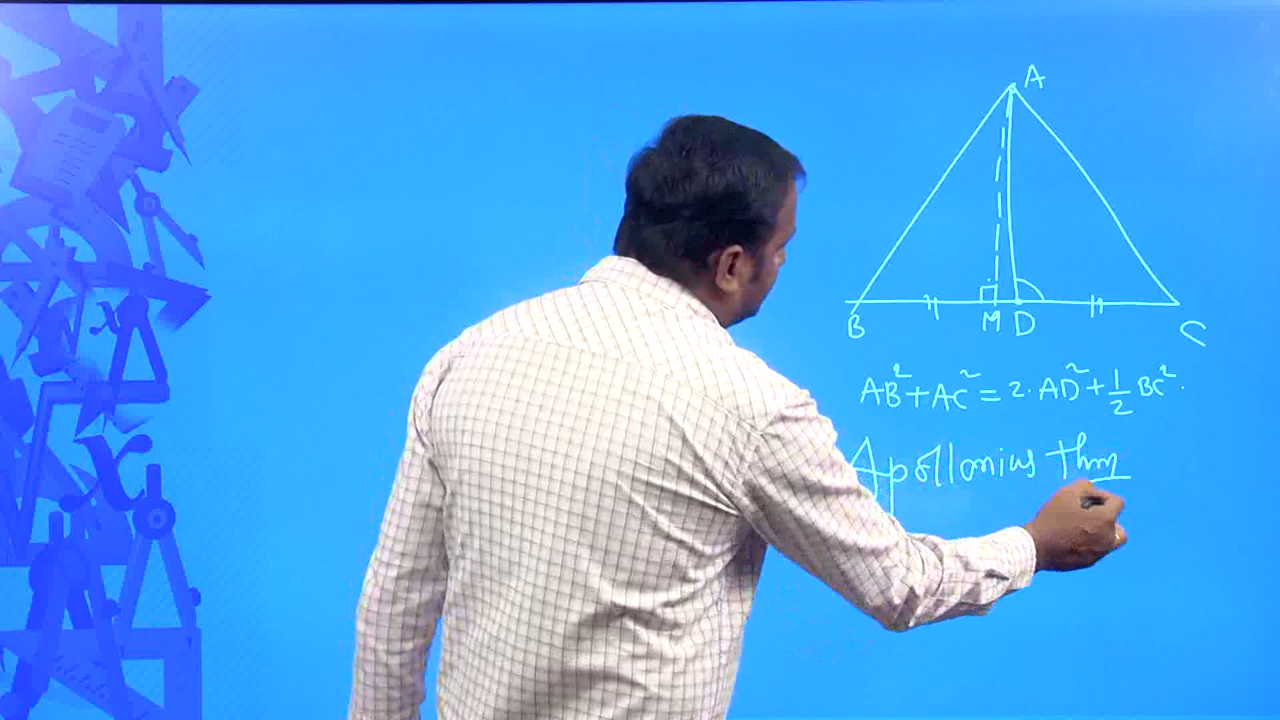 A
B
M D
C
AB² + AC² = 2·AD² + 1/2 BC².
Apollonius thm